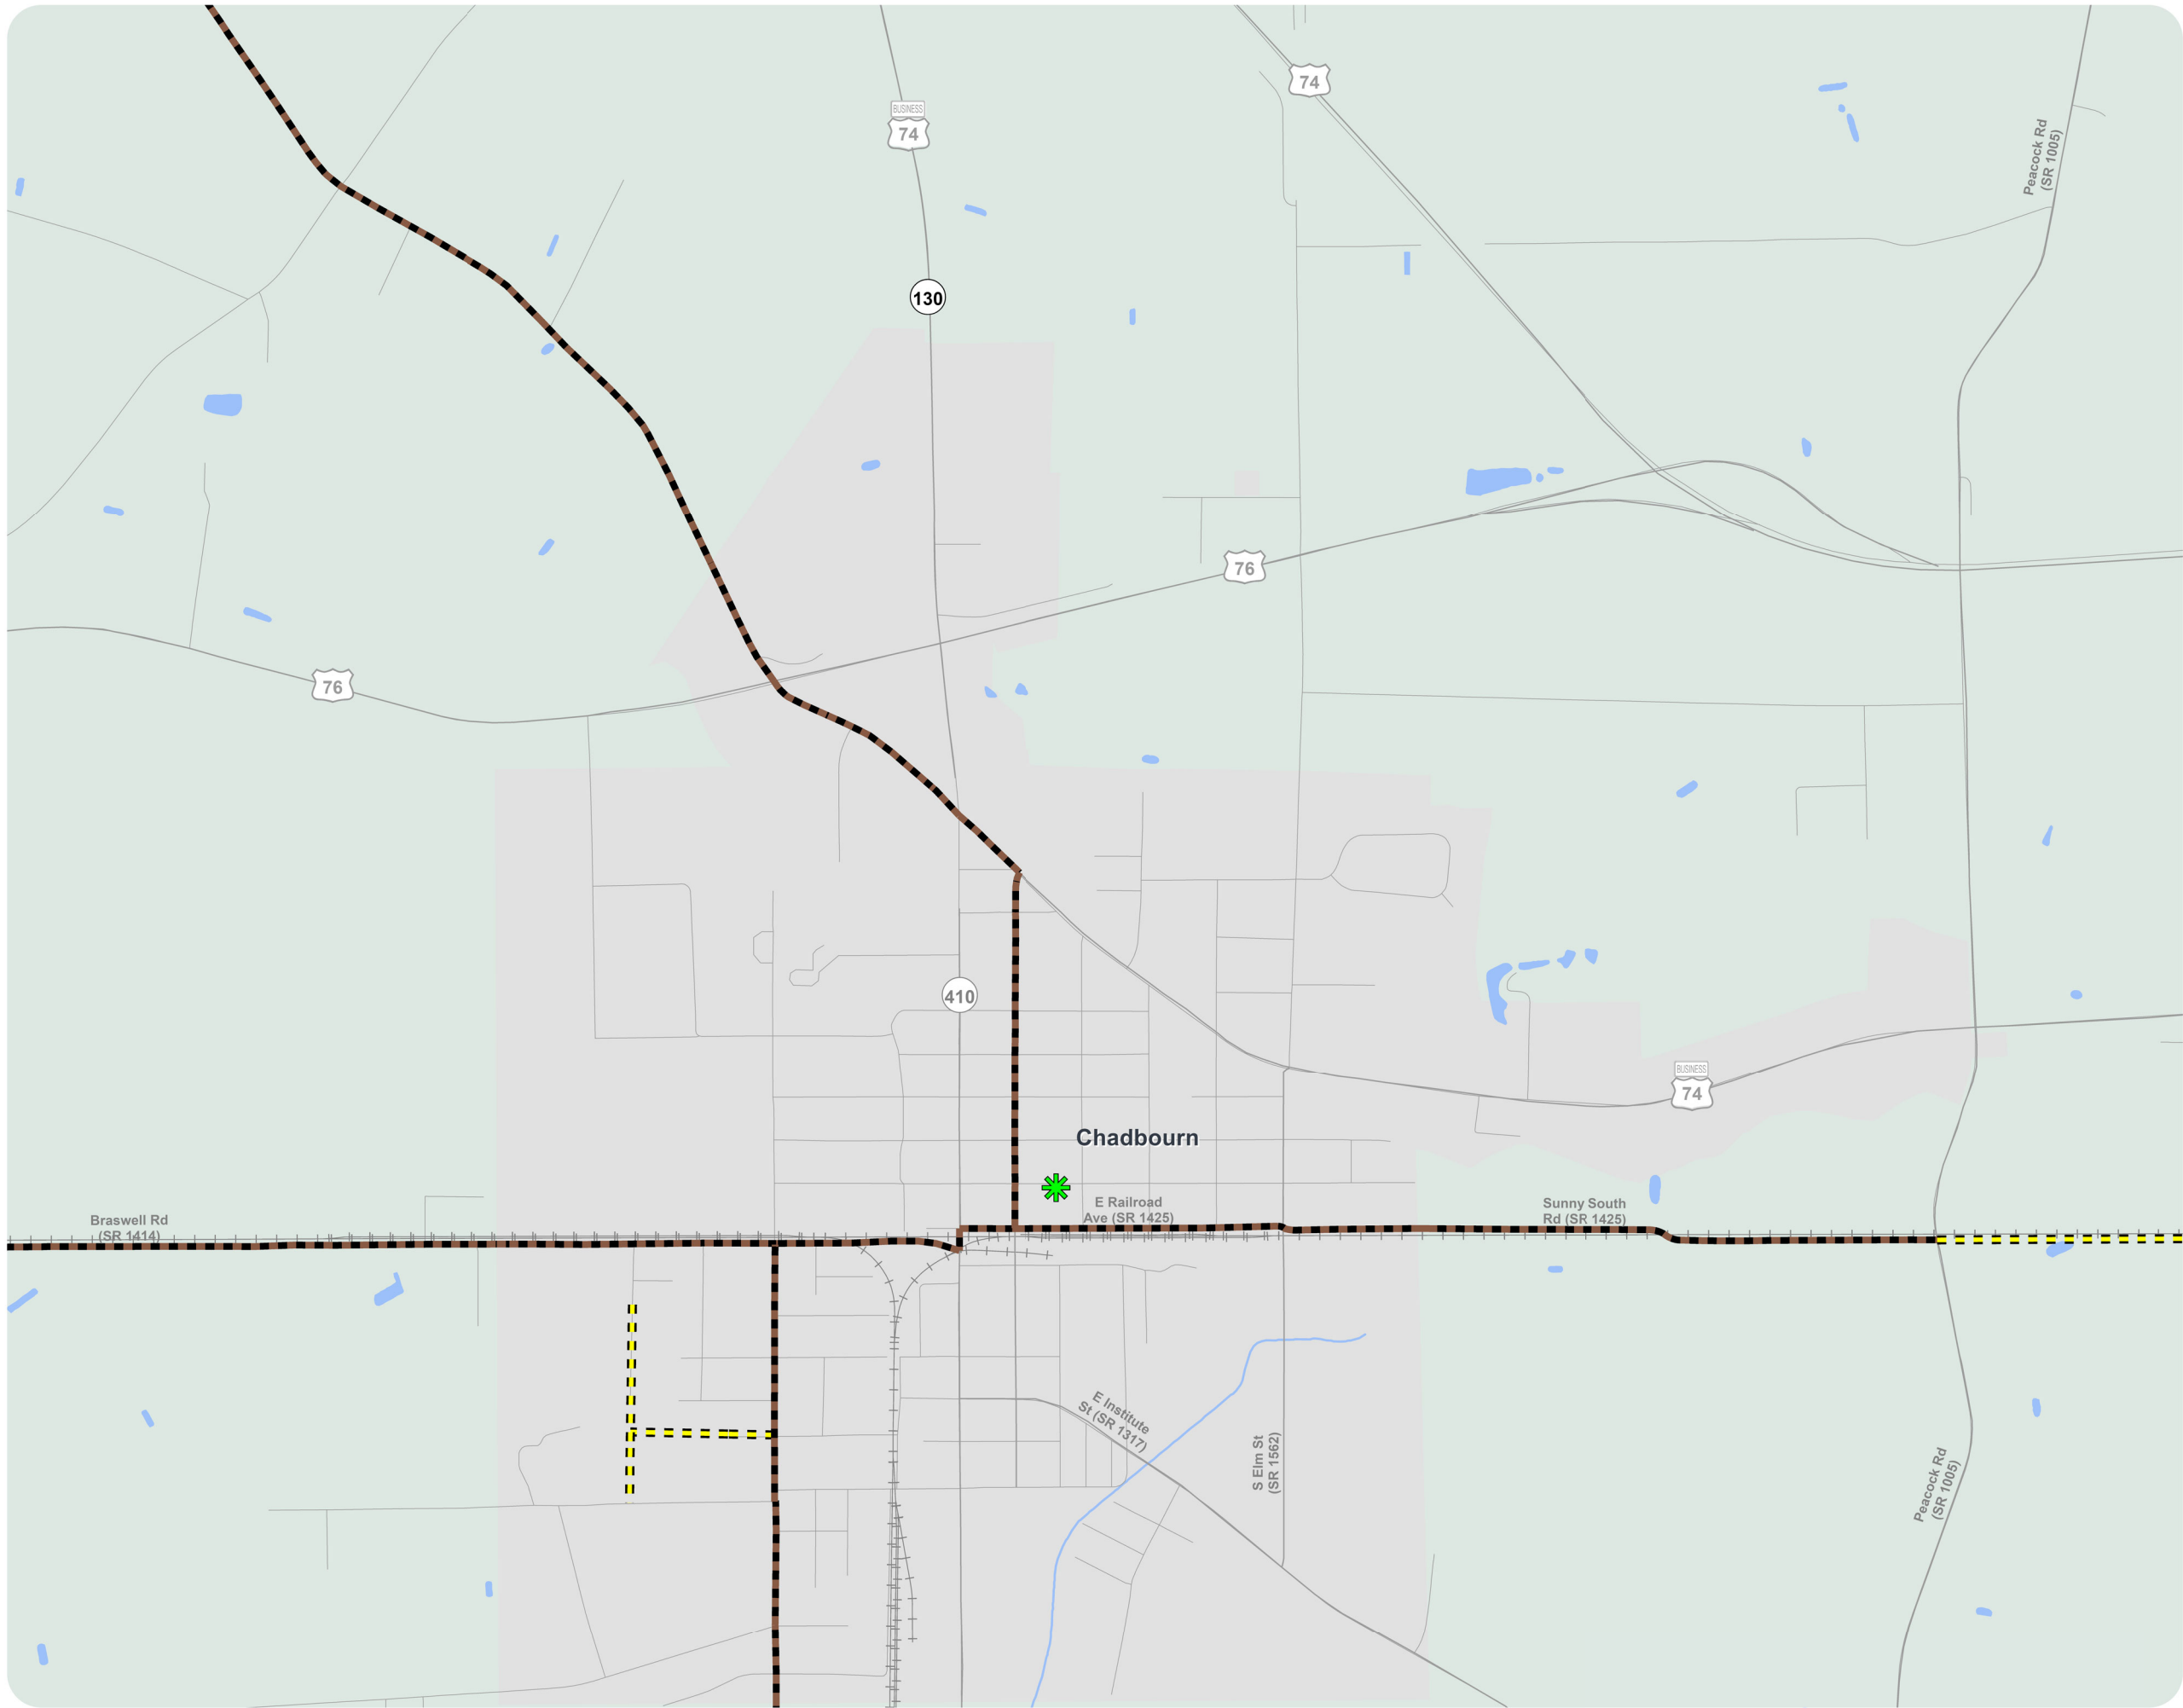 74
BUSINESS
74
Peacock Rd
(SR 1005)
130
76
76
410
BUSINESS
74
Chadbourn
E Railroad
Ave (SR 1425)
Sunny South
Rd (SR 1425)
Braswell Rd
(SR 1414)
E Institute
St (SR 1317)
S Elm St
(SR 1562)
Peacock Rd
(SR 1005)